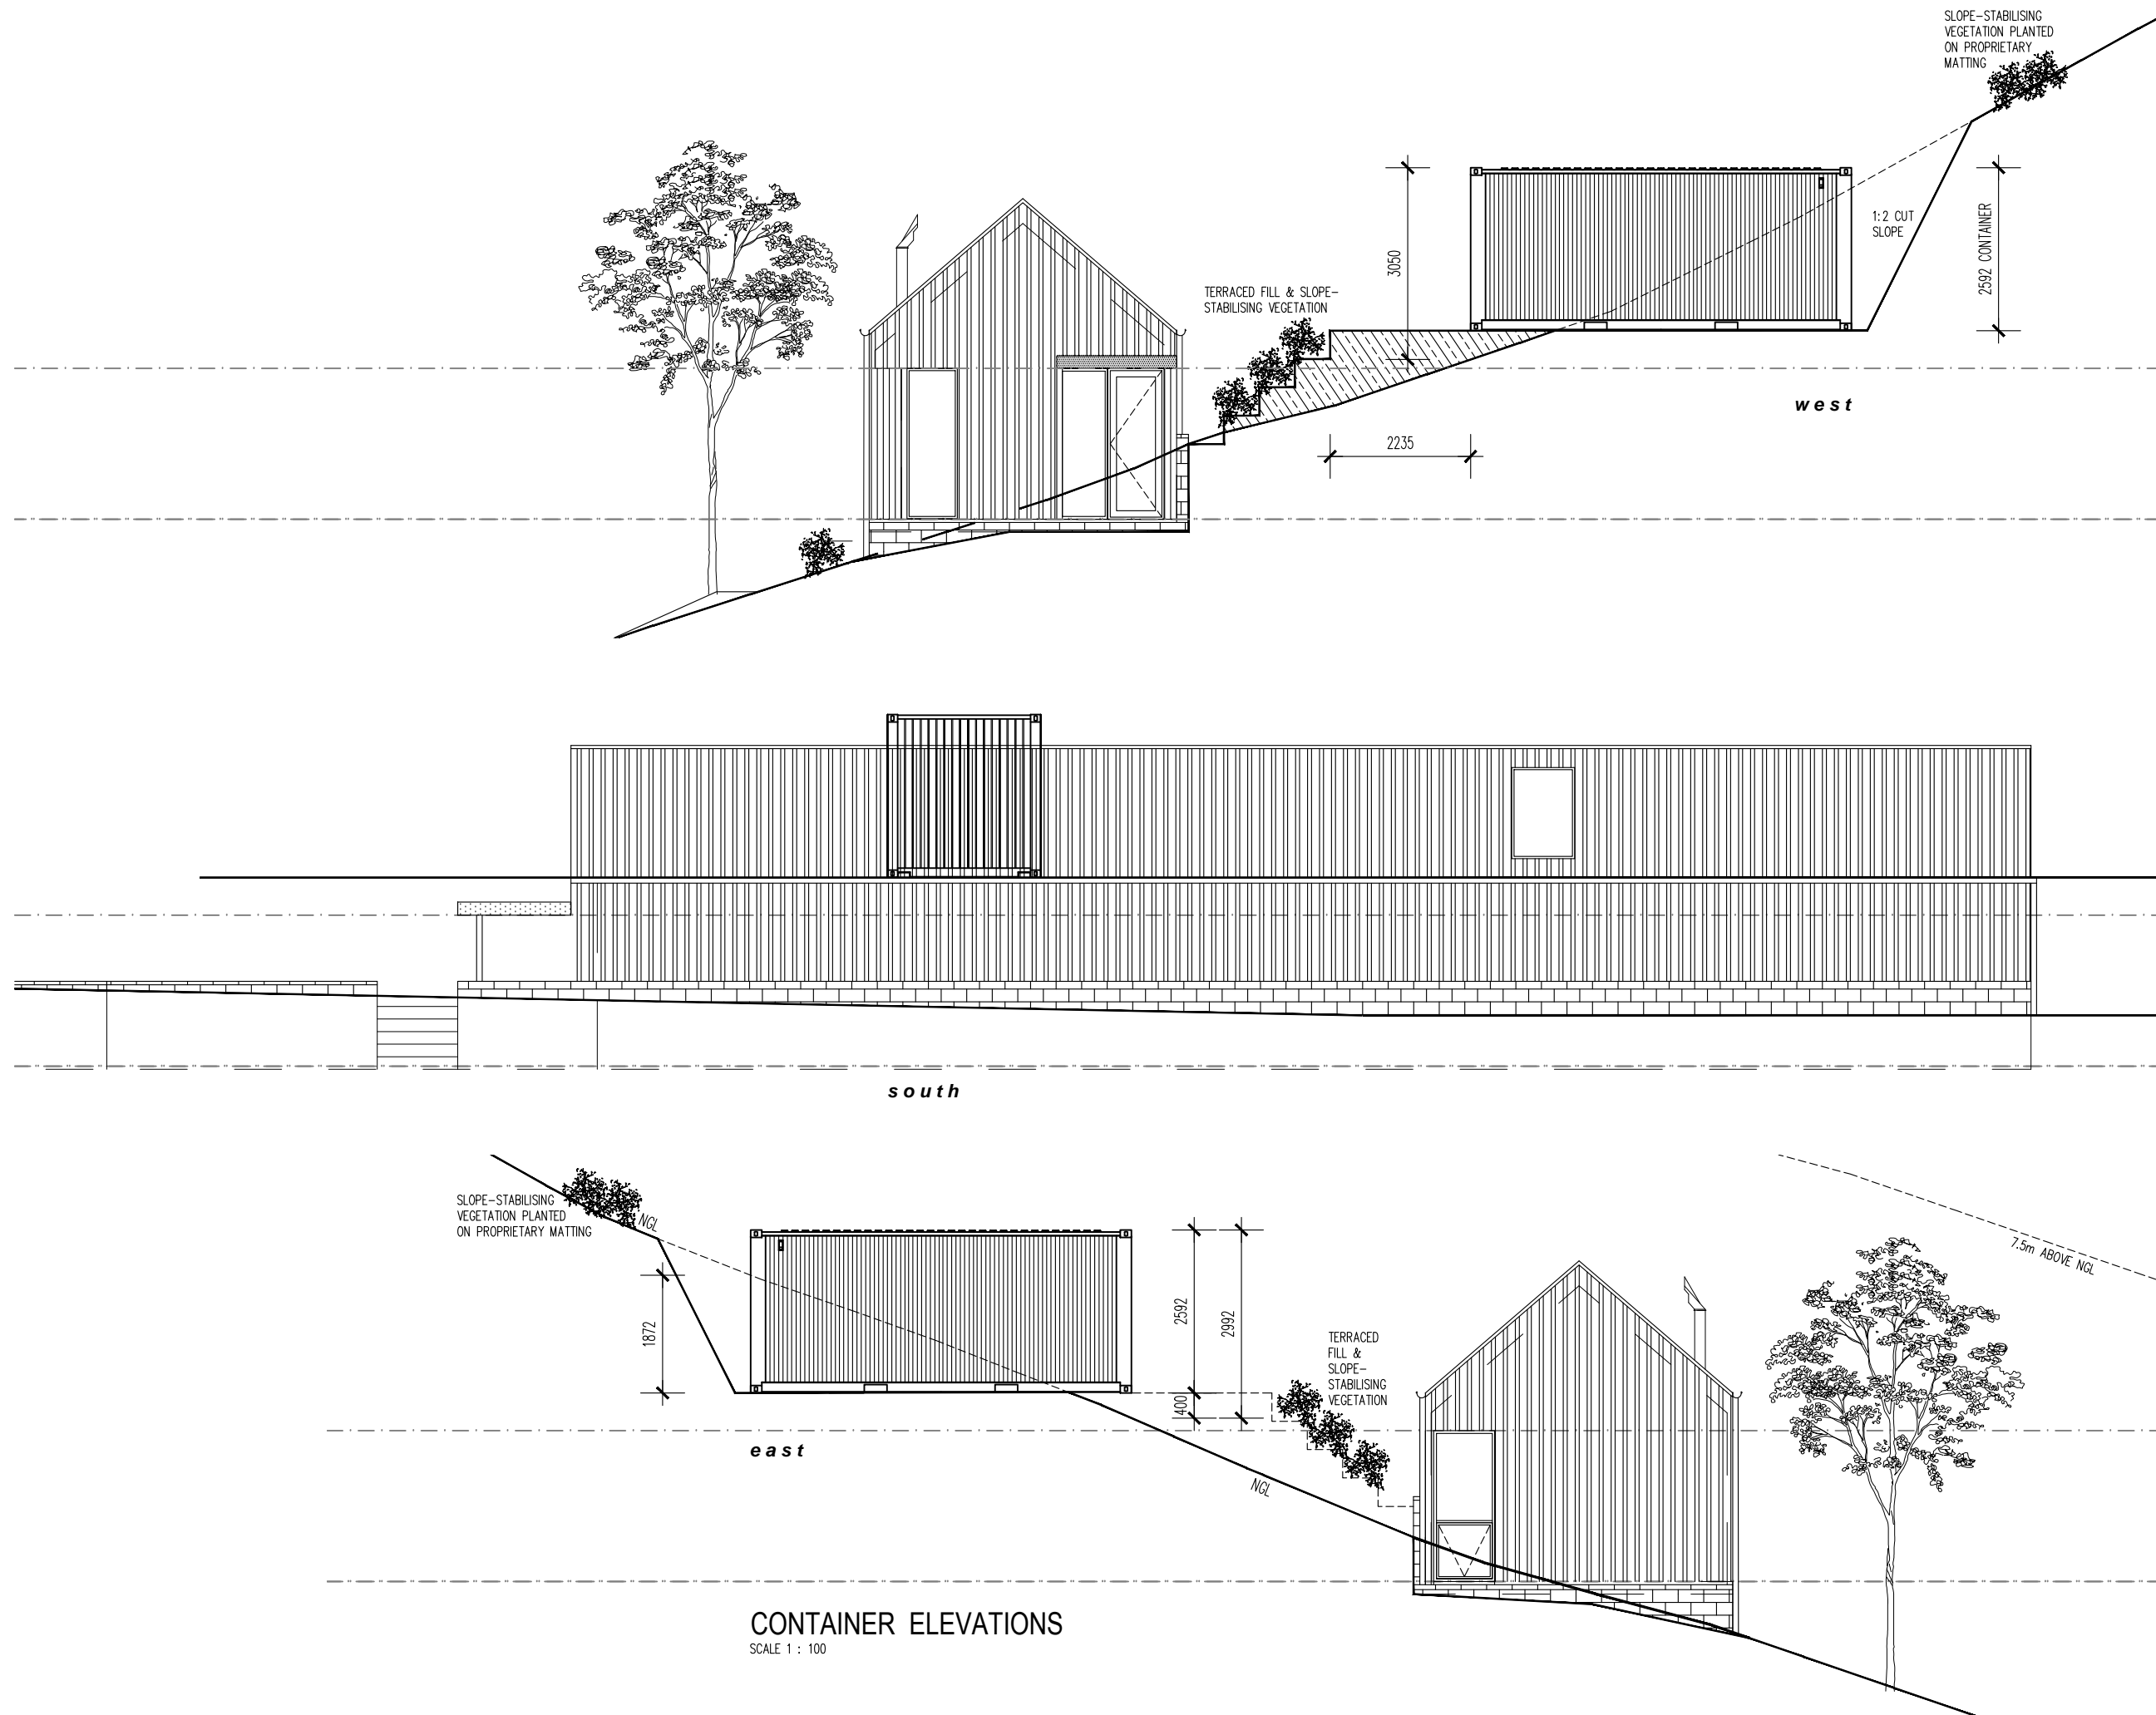 SLOPE-STABILISING
VEGETATION PLANTED
ON PROPRIETARY
MATTING
1:2 CUT
SLOPE
2592 CONTAINER
3050
TERRACED FILL & SLOPE-
STABILISING VEGETATION
west
2235
south
SLOPE-STABILISING
VEGETATION PLANTED
ON PROPRIETARY MATTING
NGL
1872
2592
2992
400
TERRACED
FILL &
SLOPE-
STABILISING
VEGETATION
7.5m ABOVE NGL
east
NGL
CONTAINER ELEVATIONS
SCALE 1 : 100